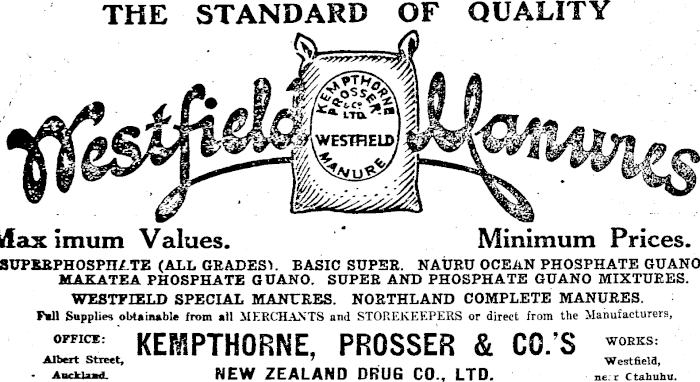 THE STANDARD OF QUALITY
Westfield Manures
KEMPTHORNE
PROSSER
& Co.
LTD.
WESTFIELD
MANURE
Maximum Values. Minimum Prices.
SUPERPHOSPHATE (ALL GRADES). BASIC SUPER. NAURU OCEAN PHOSPHATE GUANO
MAKATEA PHOSPHATE GUANO. SUPER AND PHOSPHATE GUANO MIXTURES.
WESTFIELD SPECIAL MANURES. NORTHLAND COMPLETE MANURES.
Full Supplies obtainable from all MERCHANTS and STOREKEEPERS or direct from the Manufacturers,
OFFICE:
Albert Street,
Auckland.
KEMPTHORNE, PROSSER & CO.'S
NEW ZEALAND DRUG CO., LTD.
WORKS:
Westfield,
near Otahuhu.